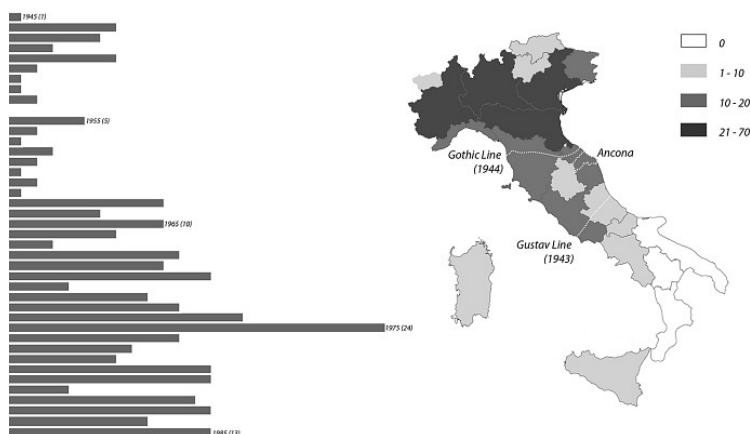 1945 (1)
1955 (5)
1965 (10)
1975 (24)
1985 (13)
0
1 - 10
10 - 20
21 - 70
Gothic Line
(1944)
Ancona
Gustav Line
(1943)